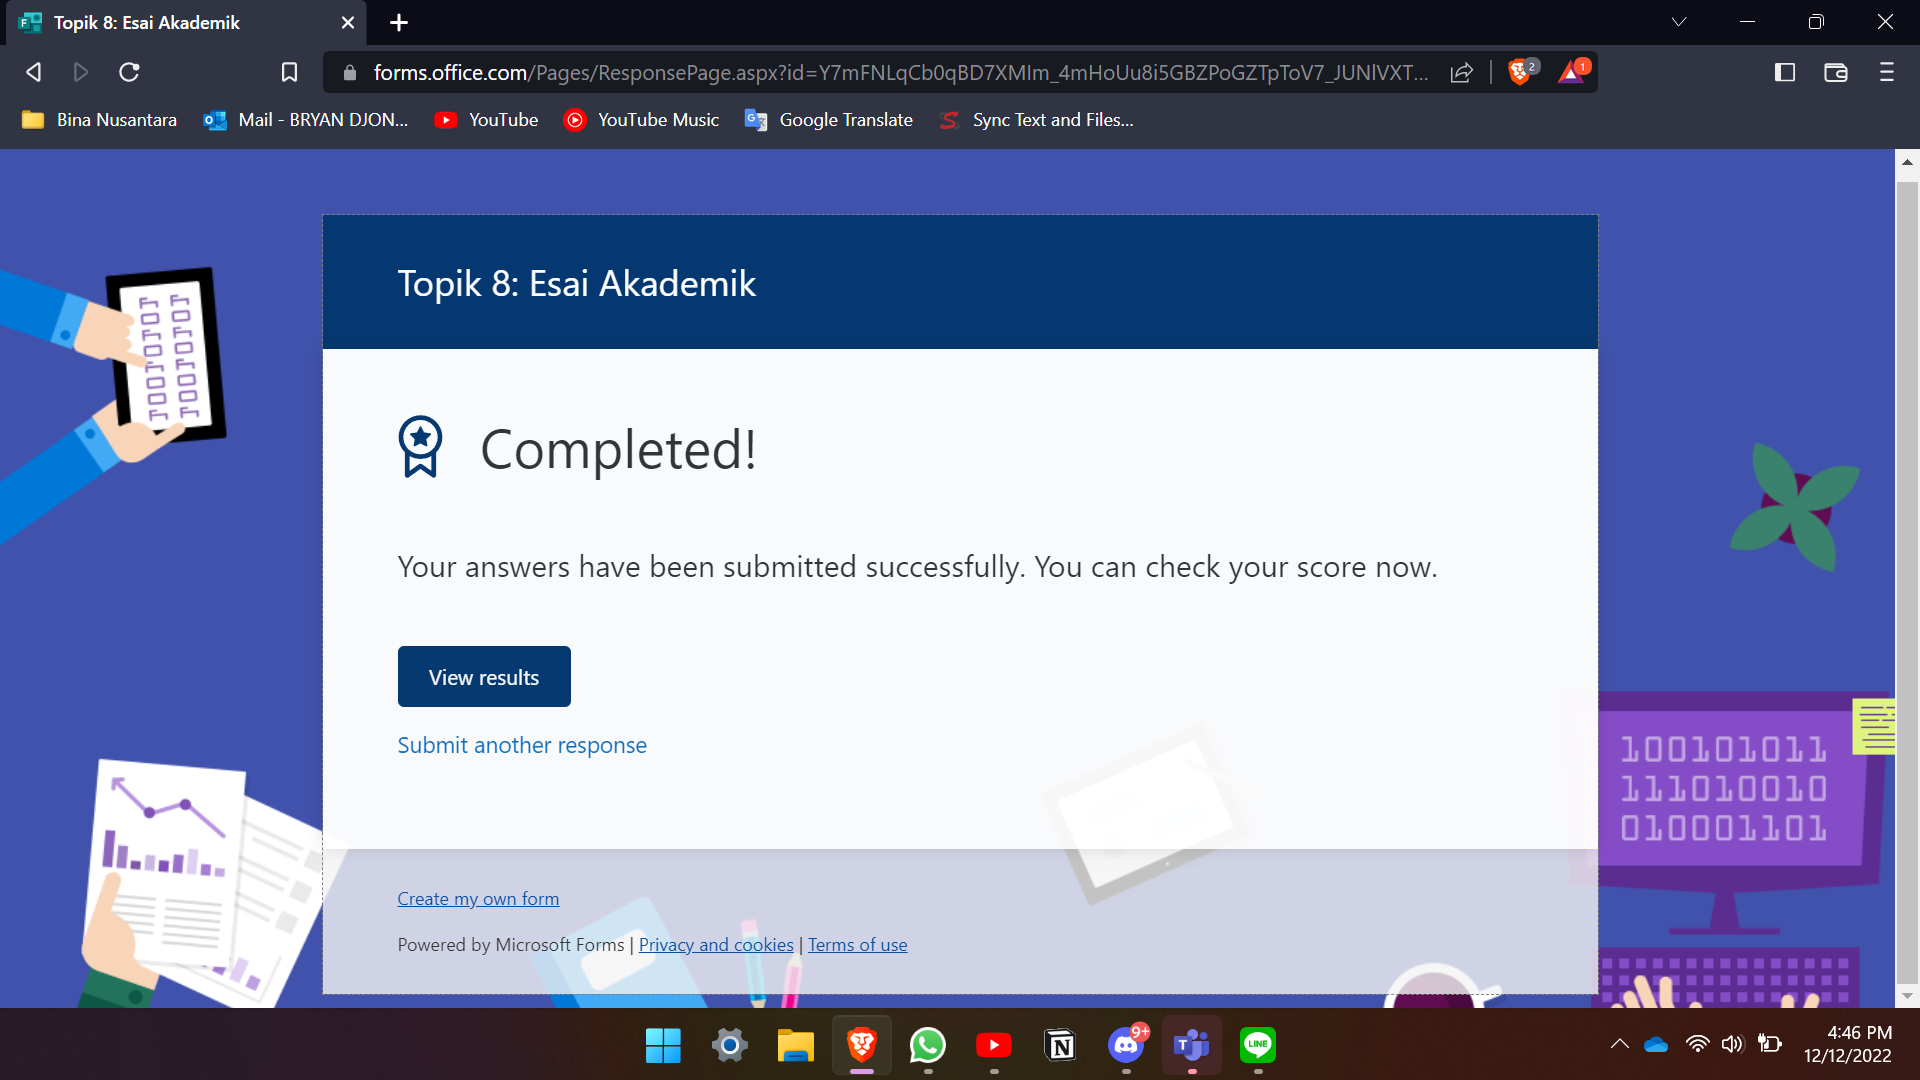 Topik 8: Esai Akademik
forms.office.com/Pages/ResponsePage.aspx?id=Y7mFNLqCb0qBD7XMIm_4mHoUu8i5GBZPoGZTpToV7_JUNlVXT...
2
1
Bina Nusantara
Mail - BRYAN DJON...
YouTube
YouTube Music
Google Translate
Sync Text and Files...
Topik 8: Esai Akademik
Completed!
Your answers have been submitted successfully. You can check your score now.
View results
Submit another response
100101011
111010010
010001101
Create my own form
Powered by Microsoft Forms | Privacy and cookies | Terms of use
9+
LINE
4:46 PM
12/12/2022